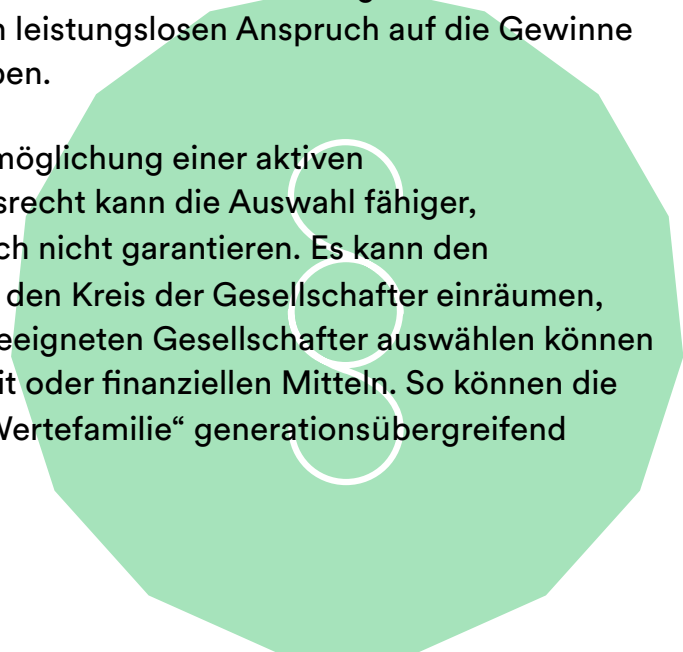 n leistungslosen Anspruch auf die Gewinne
ben.
möglichung einer aktiven
srecht kann die Auswahl fähiger,
ch nicht garantieren. Es kann den
den Kreis der Gesellschafter einräumen,
eeigneten Gesellschafter auswählen können
it oder finanziellen Mitteln. So können die
Wertefamilie“ generationsübergreifend